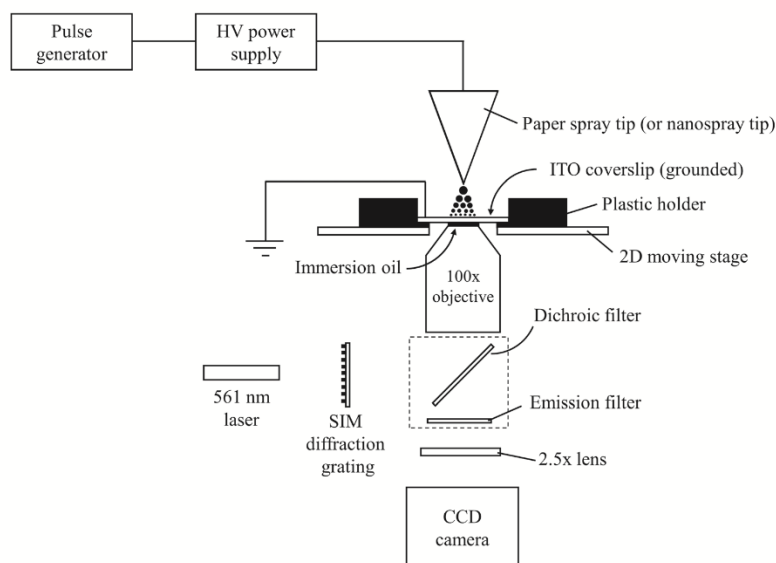 Pulse
generator
HV power
supply
Paper spray tip (or nanospray tip)
ITO coverslip (grounded)
Plastic holder
2D moving stage
Immersion oil
100x
objective
Dichroic filter
561 nm
laser
SIM
diffraction
grating
Emission filter
2.5x lens
CCD
camera